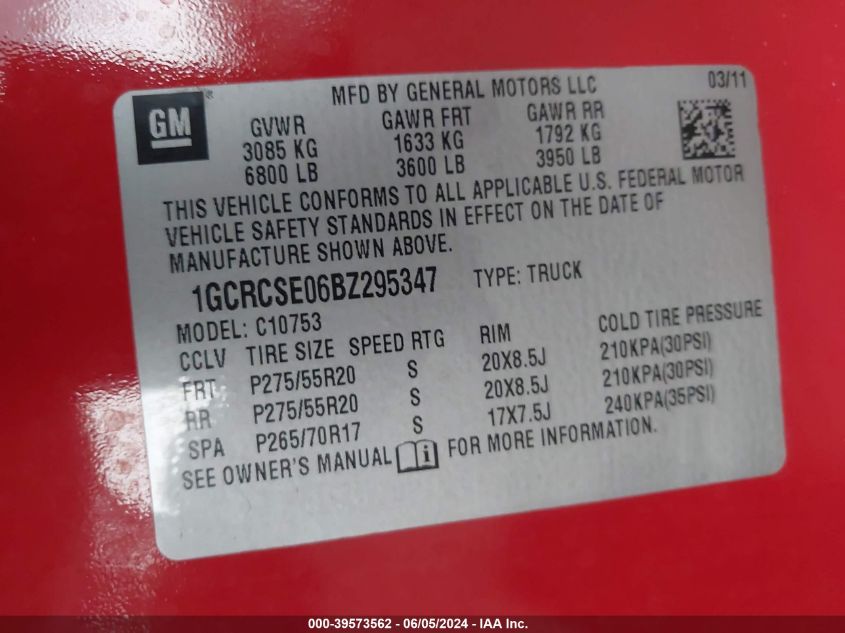 MFD BY GENERAL MOTORS LLC 03/11
GM®
GVWR GAWR FRT GAWR RR
3085 KG 1633 KG 1792 KG
6800 LB 3600 LB 3950 LB
THIS VEHICLE CONFORMS TO ALL APPLICABLE U.S. FEDERAL MOTOR
VEHICLE SAFETY STANDARDS IN EFFECT ON THE DATE OF
MANUFACTURE SHOWN ABOVE.
1GCRCSE06BZ295347 TYPE: TRUCK
MODEL: C10753
CCLV TIRE SIZE SPEED RTG RIM COLD TIRE PRESSURE
FRT P275/55R20 S 20X8.5J 210KPA(30PSI)
RR P275/55R20 S 20X8.5J 210KPA(30PSI)
SPA P265/70R17 S 17X7.5J 240KPA(35PSI)
SEE OWNER'S MANUAL i FOR MORE INFORMATION.
000-39573562 - 06/05/2024 - IAA Inc.